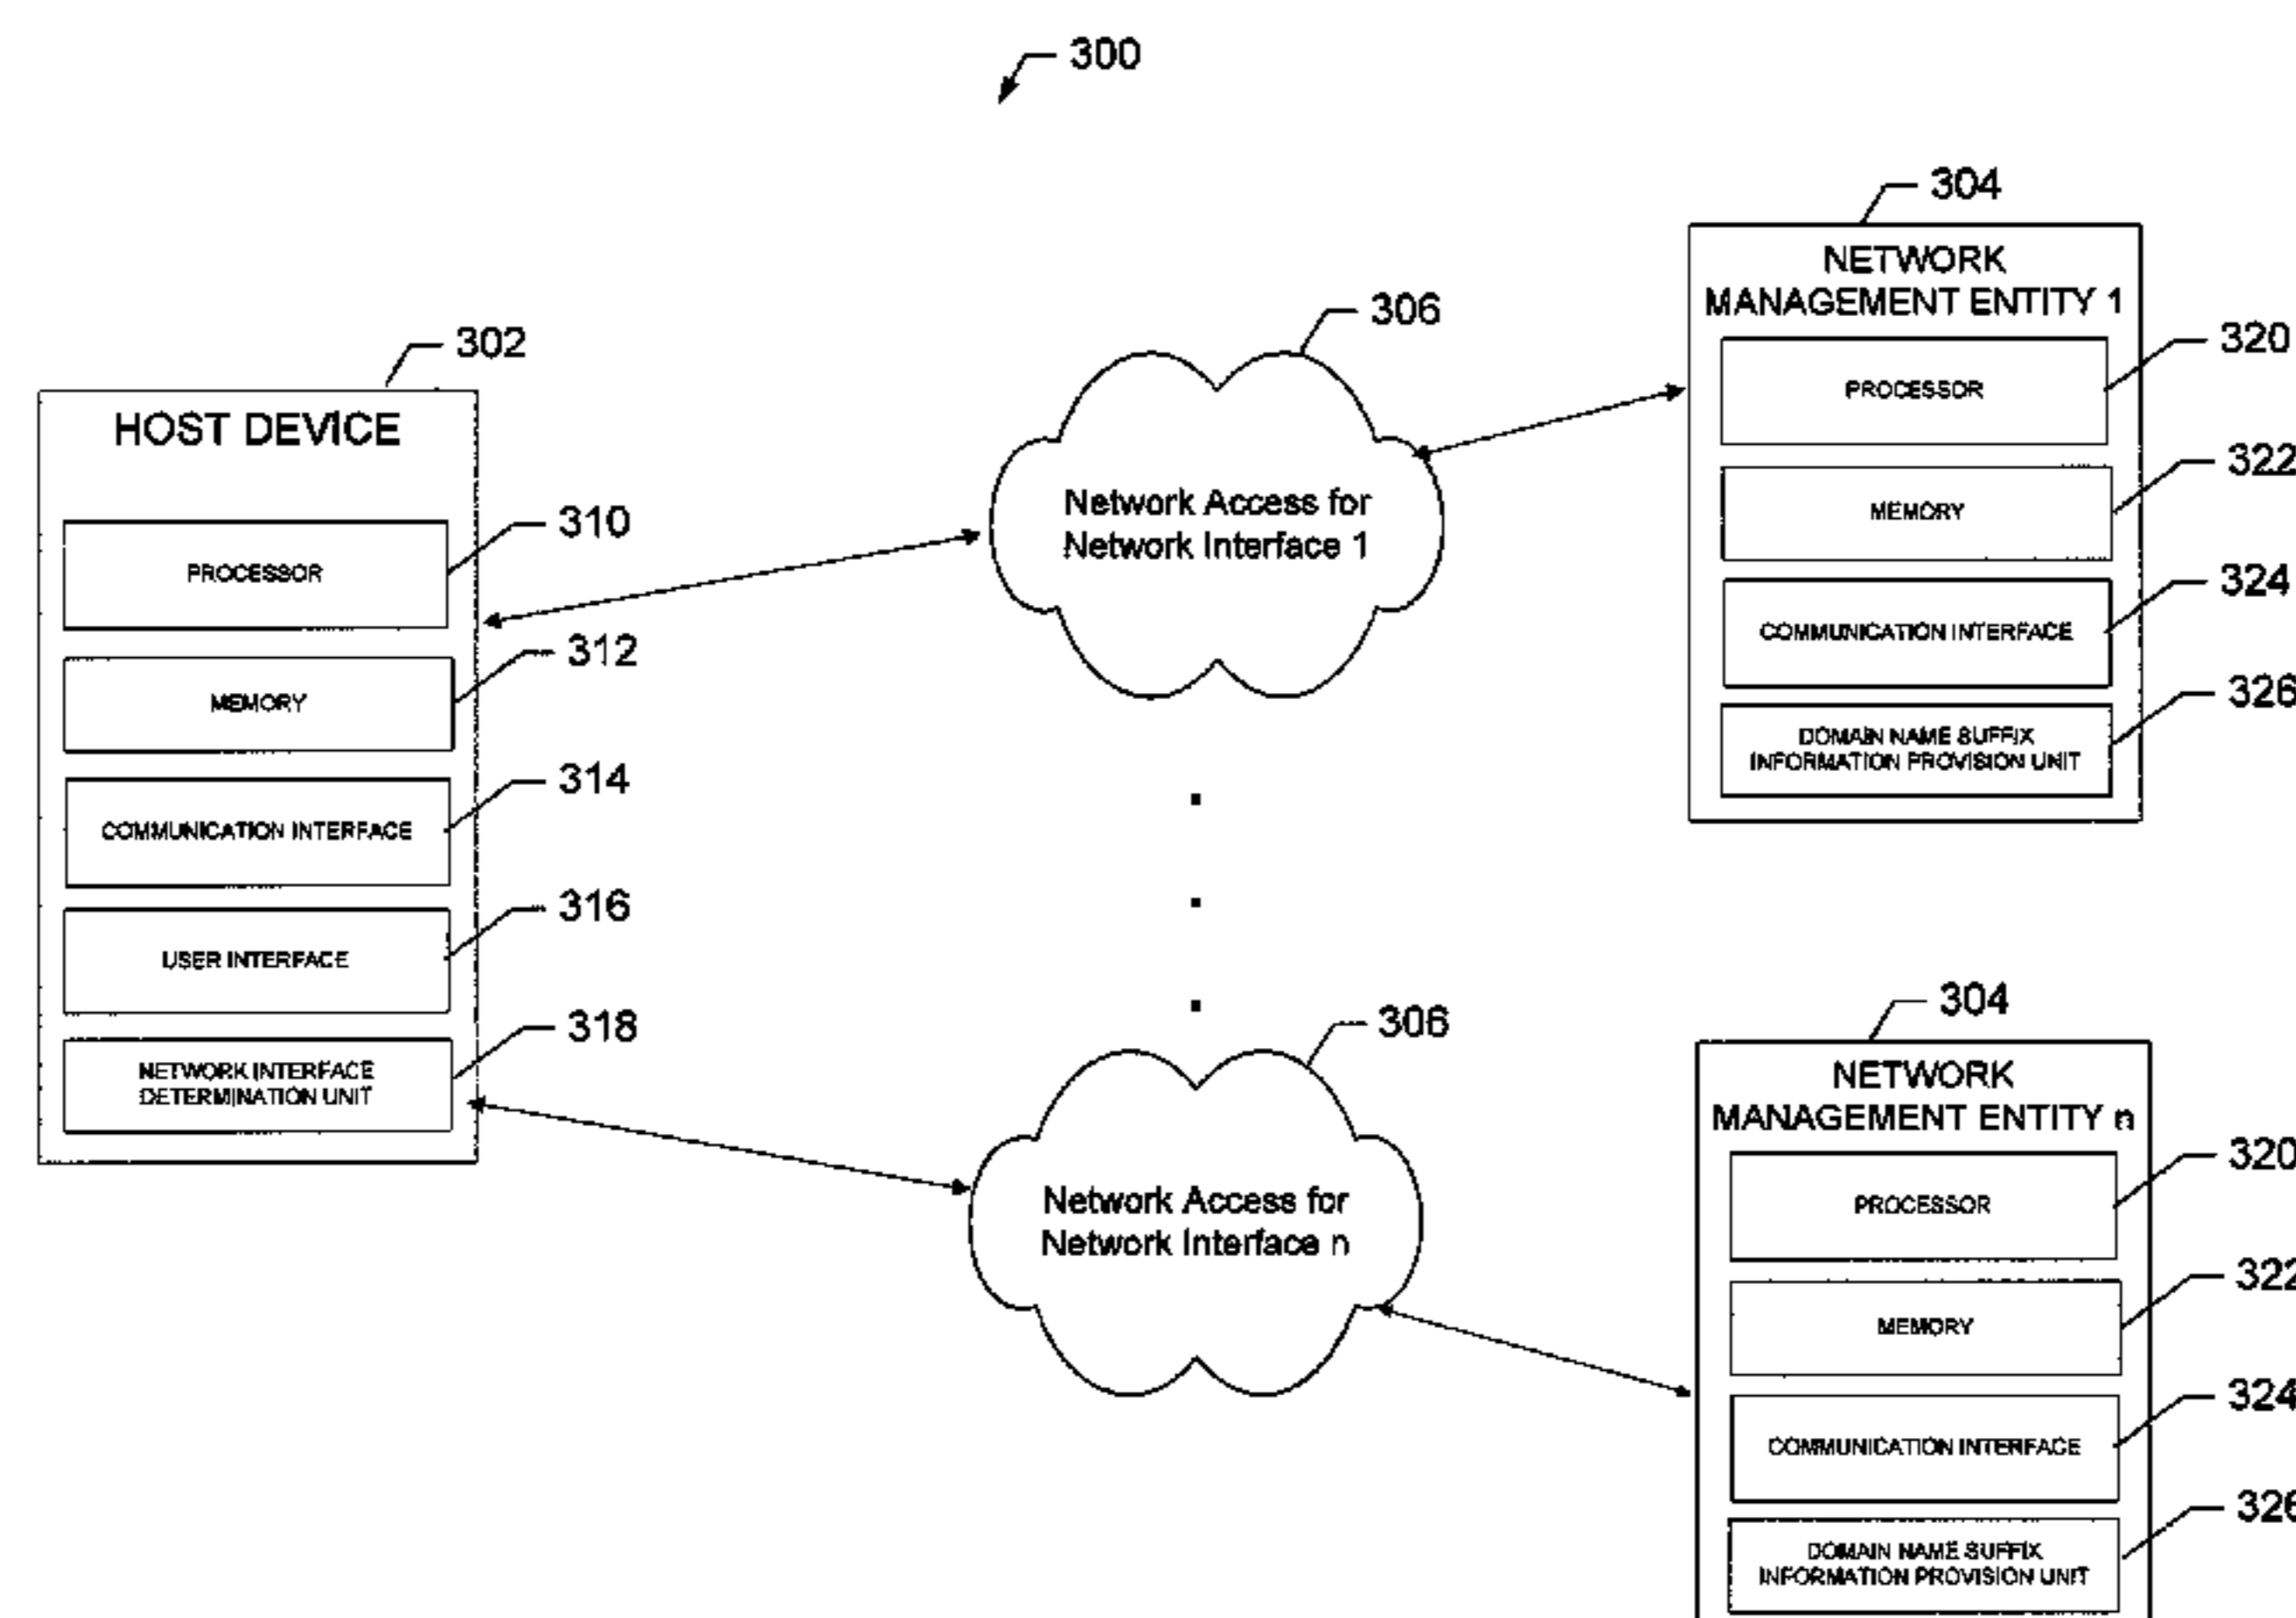 300
304
NETWORK
MANAGEMENT ENTITY 1
320
PROCESSOR
322
MEMORY
324
COMMUNICATION INTERFACE
326
DOMAIN NAME SUFFIX
INFORMATION PROVISION UNIT
306
Network Access for
Network Interface 1
302
HOST DEVICE
310
PROCESSOR
312
MEMORY
314
COMMUNICATION INTERFACE
316
USER INTERFACE
318
NETWORK INTERFACE
DETERMINATION UNIT
306
Network Access for
Network Interface n
304
NETWORK
MANAGEMENT ENTITY n
320
PROCESSOR
322
MEMORY
324
COMMUNICATION INTERFACE
326
DOMAIN NAME SUFFIX
INFORMATION PROVISION UNIT